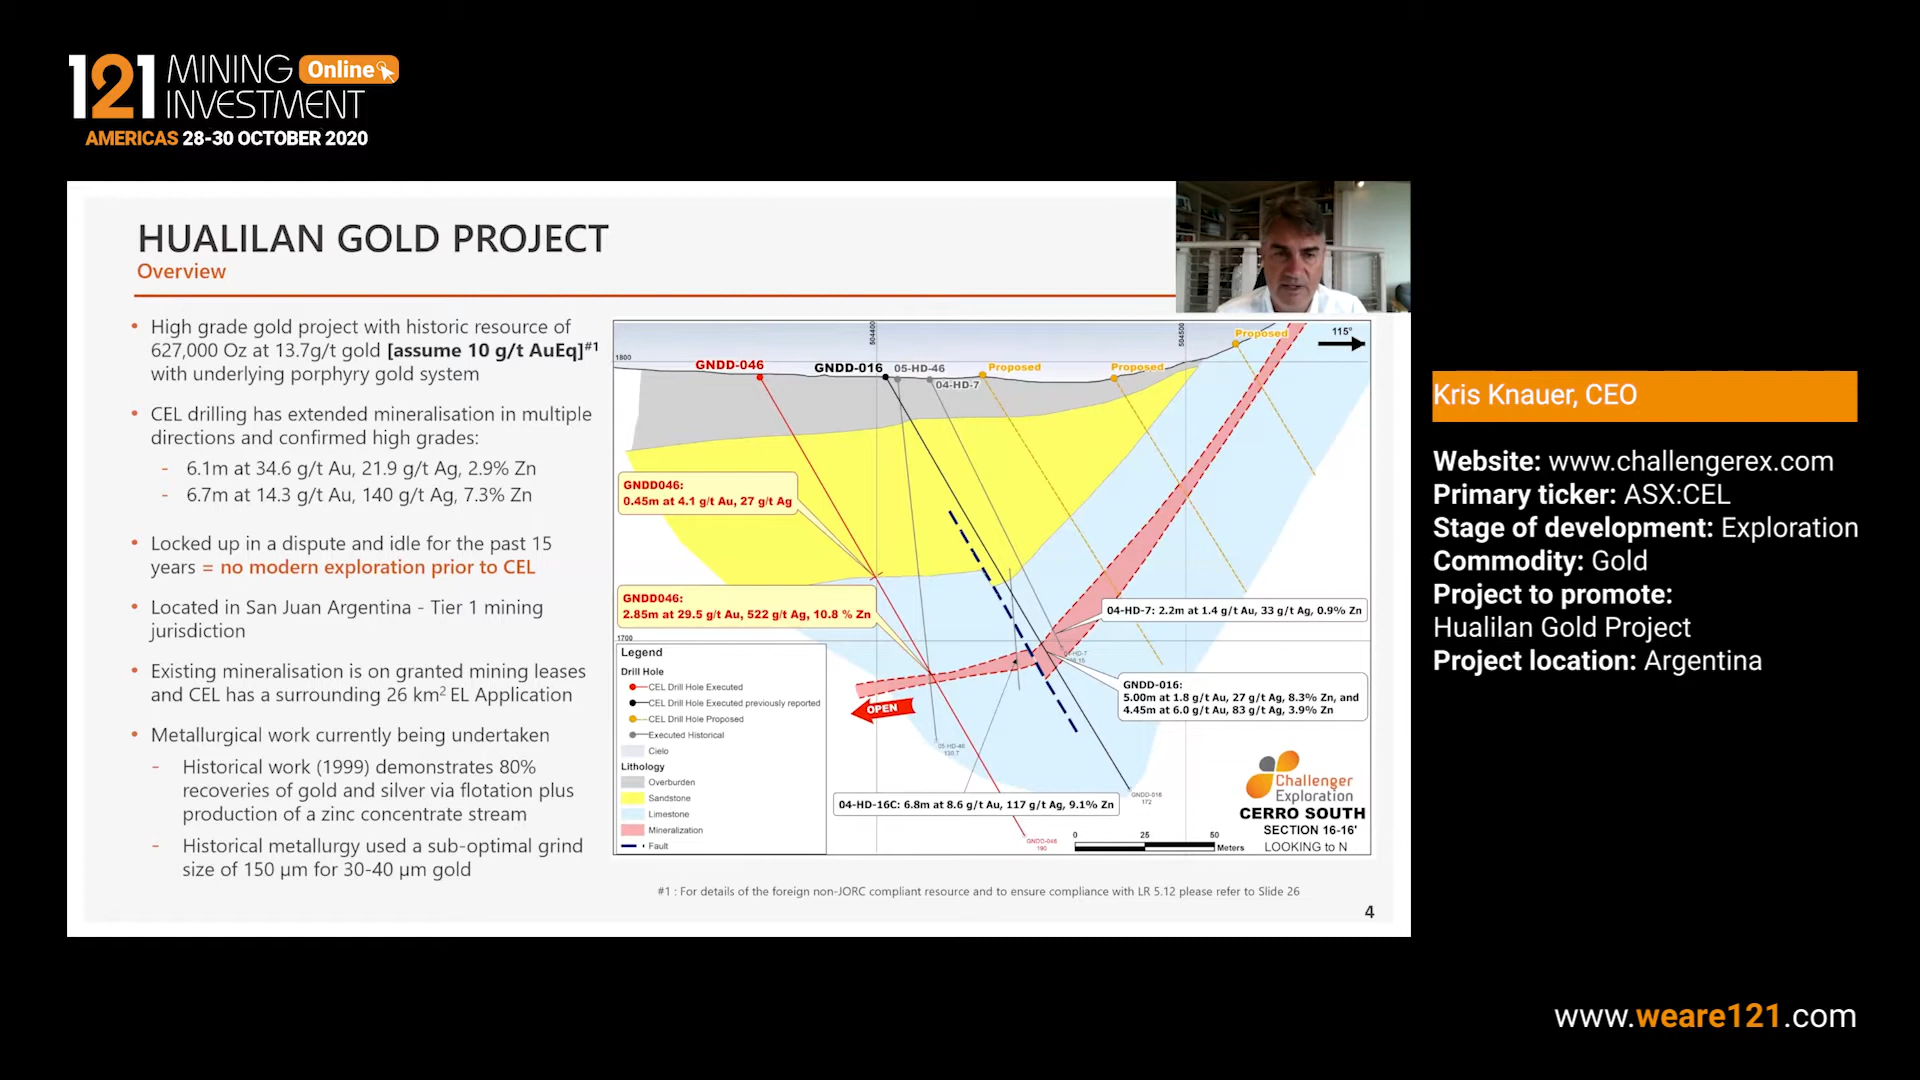 121 MINING Online
INVESTMENT
AMERICAS 28-30 OCTOBER 2020
HUALILAN GOLD PROJECT
Overview
• High grade gold project with historic resource of
627,000 Oz at 13.7g/t gold [assume 10 g/t AuEq]#1
with underlying porphyry gold system
• CEL drilling has extended mineralisation in multiple
directions and confirmed high grades:
- 6.1m at 34.6 g/t Au, 21.9 g/t Ag, 2.9% Zn
- 6.7m at 14.3 g/t Au, 140 g/t Ag, 7.3% Zn
• Locked up in a dispute and idle for the past 15
years = no modern exploration prior to CEL
• Located in San Juan Argentina - Tier 1 mining
jurisdiction
• Existing mineralisation is on granted mining leases
and CEL has a surrounding 26 km2 EL Application
• Metallurgical work currently being undertaken
- Historical work (1999) demonstrates 80%
recoveries of gold and silver via flotation plus
production of a zinc concentrate stream
- Historical metallurgy used a sub-optimal grind
size of 150 µm for 30-40 µm gold
504400
504500
Proposed
115°
1800
GNDD-046
GNDD-016
05-HD-46
04-HD-7
Proposed
Proposed
GNDD046:
0.45m at 4.1 g/t Au, 27 g/t Ag
GNDD046:
2.85m at 29.5 g/t Au, 522 g/t Ag, 10.8 % Zn
04-HD-7: 2.2m at 1.4 g/t Au, 33 g/t Ag, 0.9% Zn
1700
GNDD-016:
5.00m at 1.8 g/t Au, 27 g/t Ag, 8.3% Zn, and
4.45m at 6.0 g/t Au, 83 g/t Ag, 3.9% Zn
OPEN
05-HD-46
130.7
04-HD-16C: 6.8m at 8.6 g/t Au, 117 g/t Ag, 9.1% Zn
GNDD-016
172
GNDD-046
190
Legend
Drill Hole
CEL Drill Hole Executed
CEL Drill Hole Executed previously reported
CEL Drill Hole Proposed
Executed Historical
Cielo
Lithology
Overburden
Sandstone
Limestone
Mineralization
Fault
Challenger
Exploration
CERRO SOUTH
SECTION 16-16'
LOOKING to N
0 25 50
Meters
#1 : For details of the foreign non-JORC compliant resource and to ensure compliance with LR 5.12 please refer to Slide 26
4
Kris Knauer, CEO
Website: www.challengerex.com
Primary ticker: ASX:CEL
Stage of development: Exploration
Commodity: Gold
Project to promote:
Hualilan Gold Project
Project location: Argentina
www.weare121.com